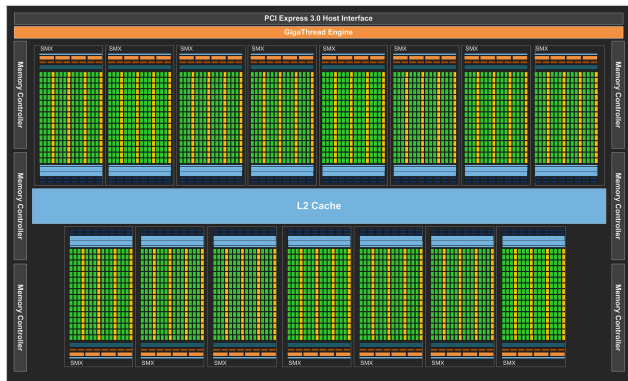 PCI Express 3.0 Host Interface
GigaThread Engine
SMX
SMX
SMX
SMX
SMX
SMX
SMX
SMX
Memory Controller
Memory Controller
Memory Controller
Memory Controller
Memory Controller
Memory Controller
L2 Cache
SMX
SMX
SMX
SMX
SMX
SMX
SMX